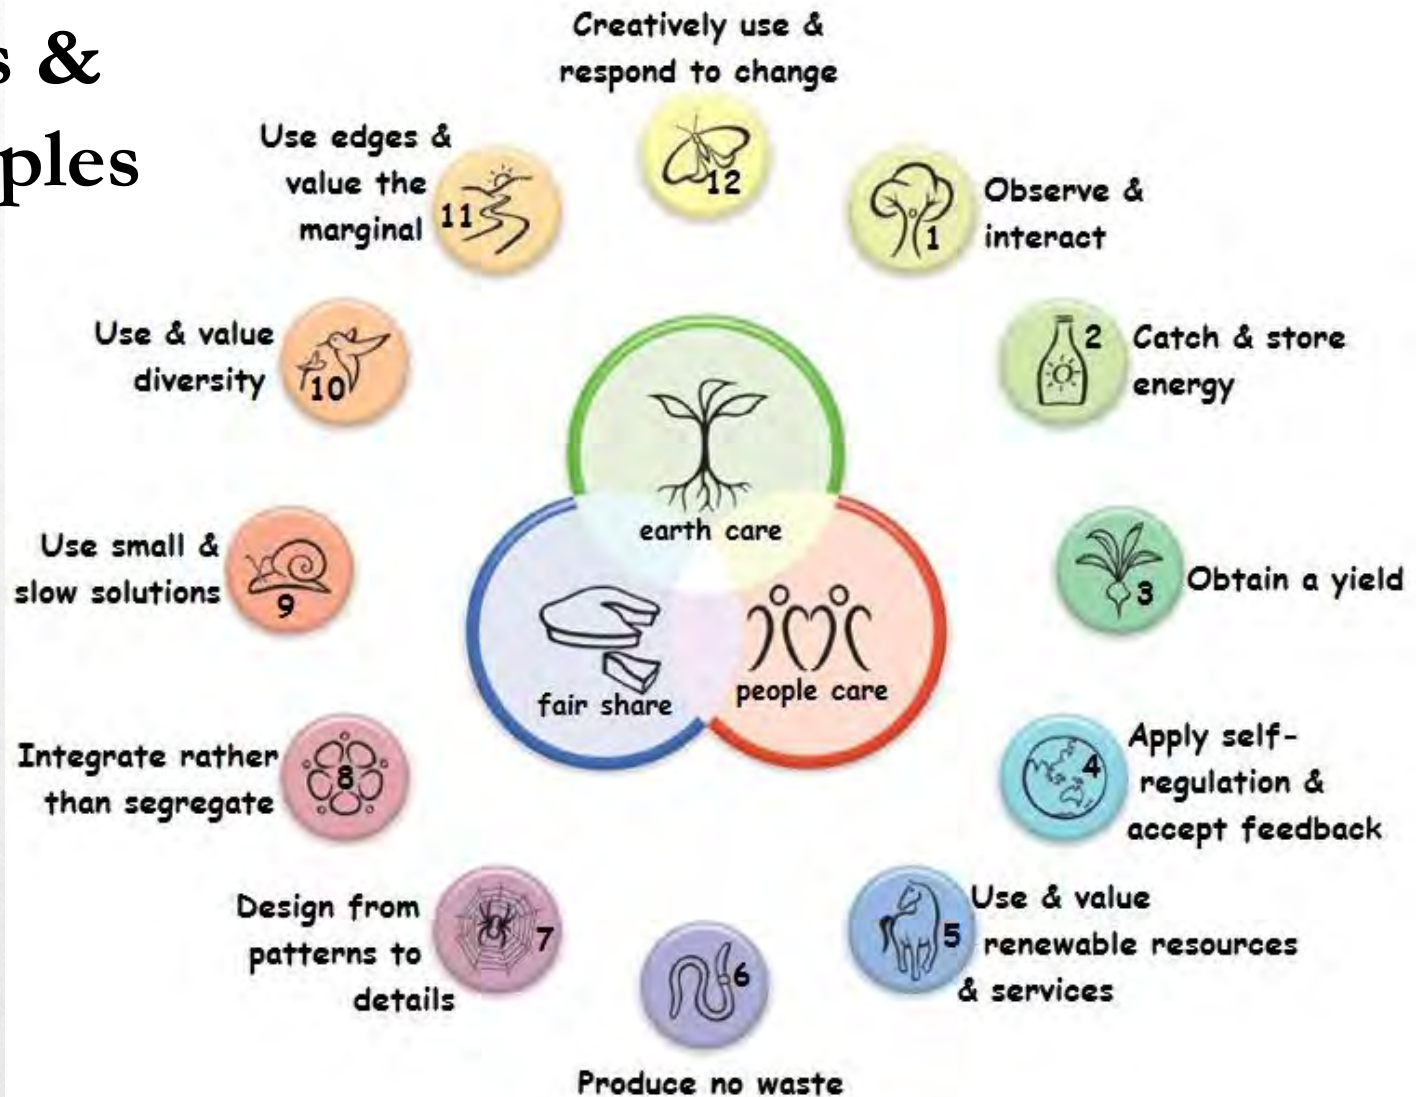 s &
ples
Creatively use &
respond to change
12
Observe &
interact
1
Catch & store
energy
2
Obtain a yield
3
Apply self-
regulation &
accept feedback
4
Use & value
renewable resources
& services
5
Produce no waste
6
Design from
patterns to
details
7
Integrate rather
than segregate
8
Use small &
slow solutions
9
Use & value
diversity
10
Use edges &
value the
marginal
11
earth care
fair share
people care